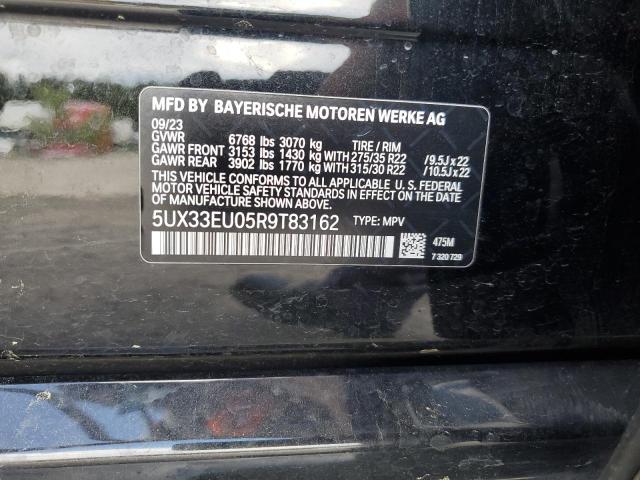 MFD BY BAYERISCHE MOTOREN WERKE AG
09/23
GVWR 6768 lbs 3070 kg TIRE / RIM
GAWR FRONT 3153 lbs 1430 kg WITH 275/35 R22 /9.5J x 22
GAWR REAR 3902 lbs 1770 kg WITH 315/30 R22 /10.5J x 22
THIS VEHICLE CONFORMS TO ALL APPLICABLE U. S. FEDERAL
MOTOR VEHICLE SAFETY STANDARDS IN EFFECT ON THE DATE
OF MANUFACTURE SHOWN ABOVE.
5UX33EU05R9T83162 TYPE: MPV
475M
7 320 729